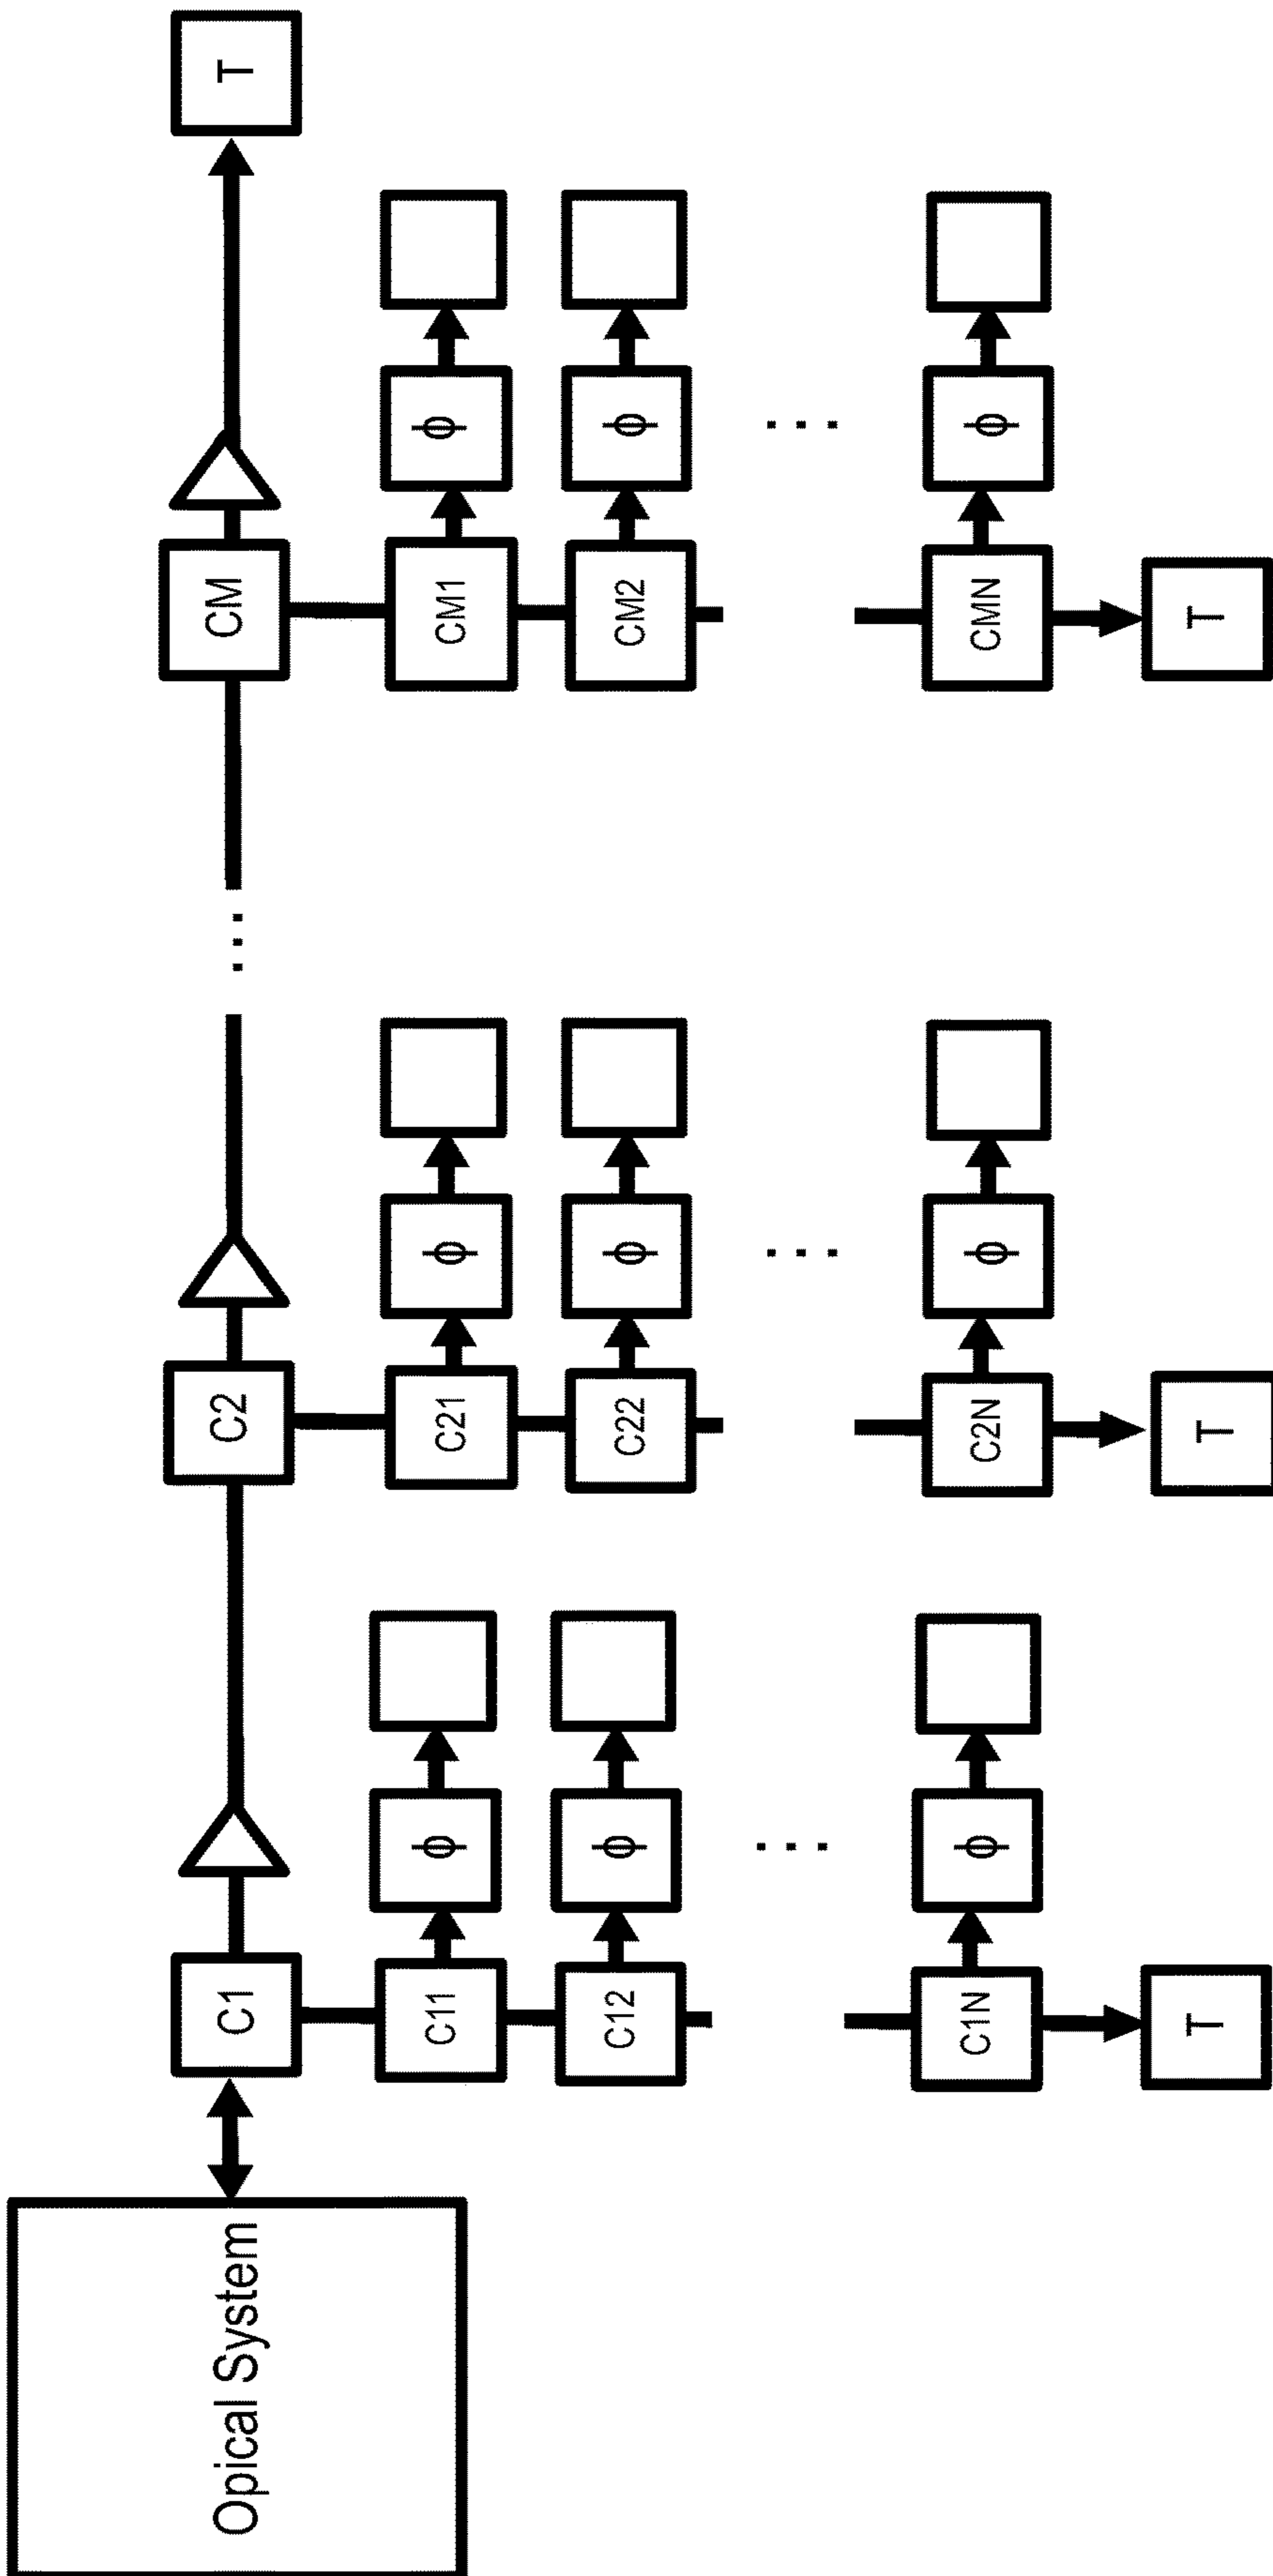 Opical System
C1
C2
...
CM
T
C11
ϕ
C21
ϕ
CM1
ϕ
C12
ϕ
C22
ϕ
CM2
ϕ
...
...
...
C1N
ϕ
C2N
ϕ
CMN
ϕ
T
T
T